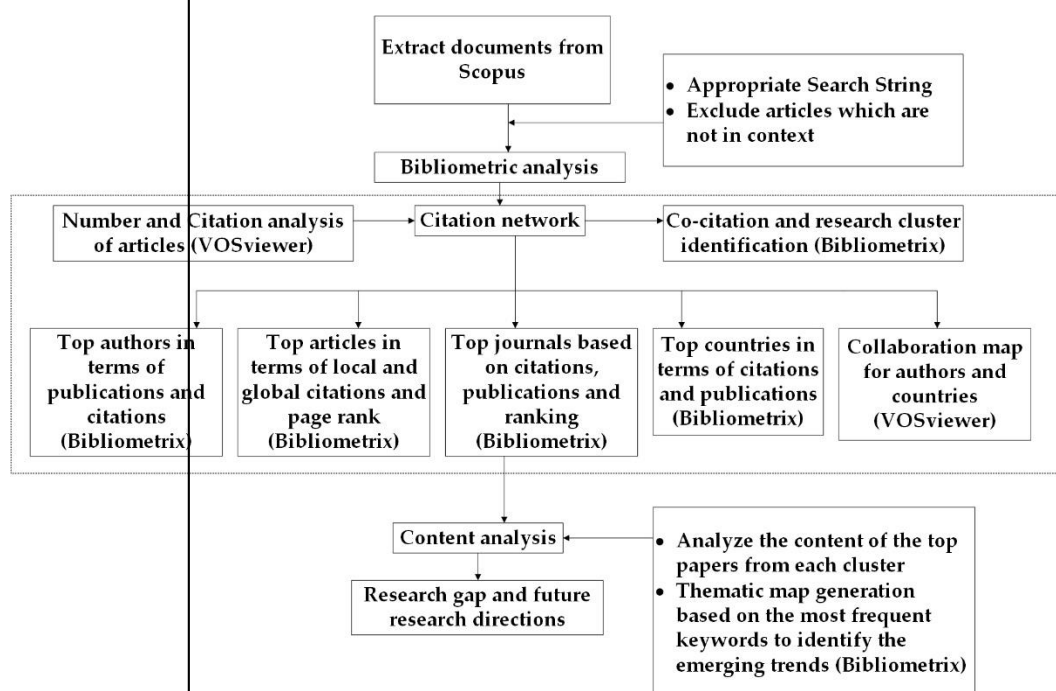 Extract documents from
Scopus
• Appropriate Search String
• Exclude articles which are
not in context
Bibliometric analysis
Number and Citation analysis
of articles (VOSviewer)
Citation network
Co-citation and research cluster
identification (Bibliometrix)
Top authors in
terms of
publications and
citations
(Bibliometrix)
Top articles in
terms of local and
global citations and
page rank
(Bibliometrix)
Top journals based
on citations,
publications and
ranking
(Bibliometrix)
Top countries in
terms of citations
and publications
(Bibliometrix)
Collaboration map
for authors and
countries
(VOSviewer)
Content analysis
• Analyze the content of the top
papers from each cluster
• Thematic map generation
based on the most frequent
keywords to identify the
emerging trends (Bibliometrix)
Research gap and future
research directions